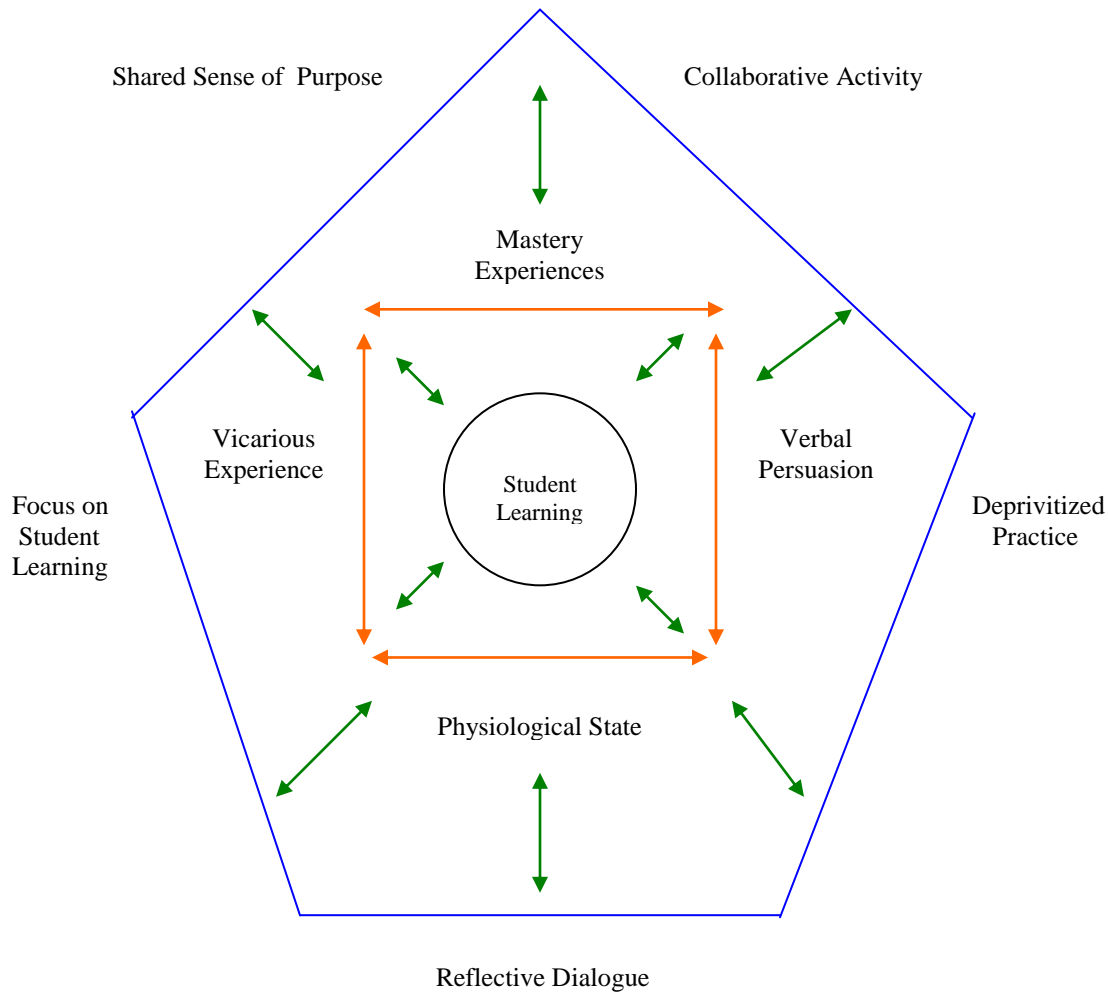 Shared Sense of Purpose
Collaborative Activity
Mastery
Experiences
Vicarious
Experience
Verbal
Persuasion
Student
Learning
Focus on
Student
Learning
Deprivitized
Practice
Physiological State
Reflective Dialogue